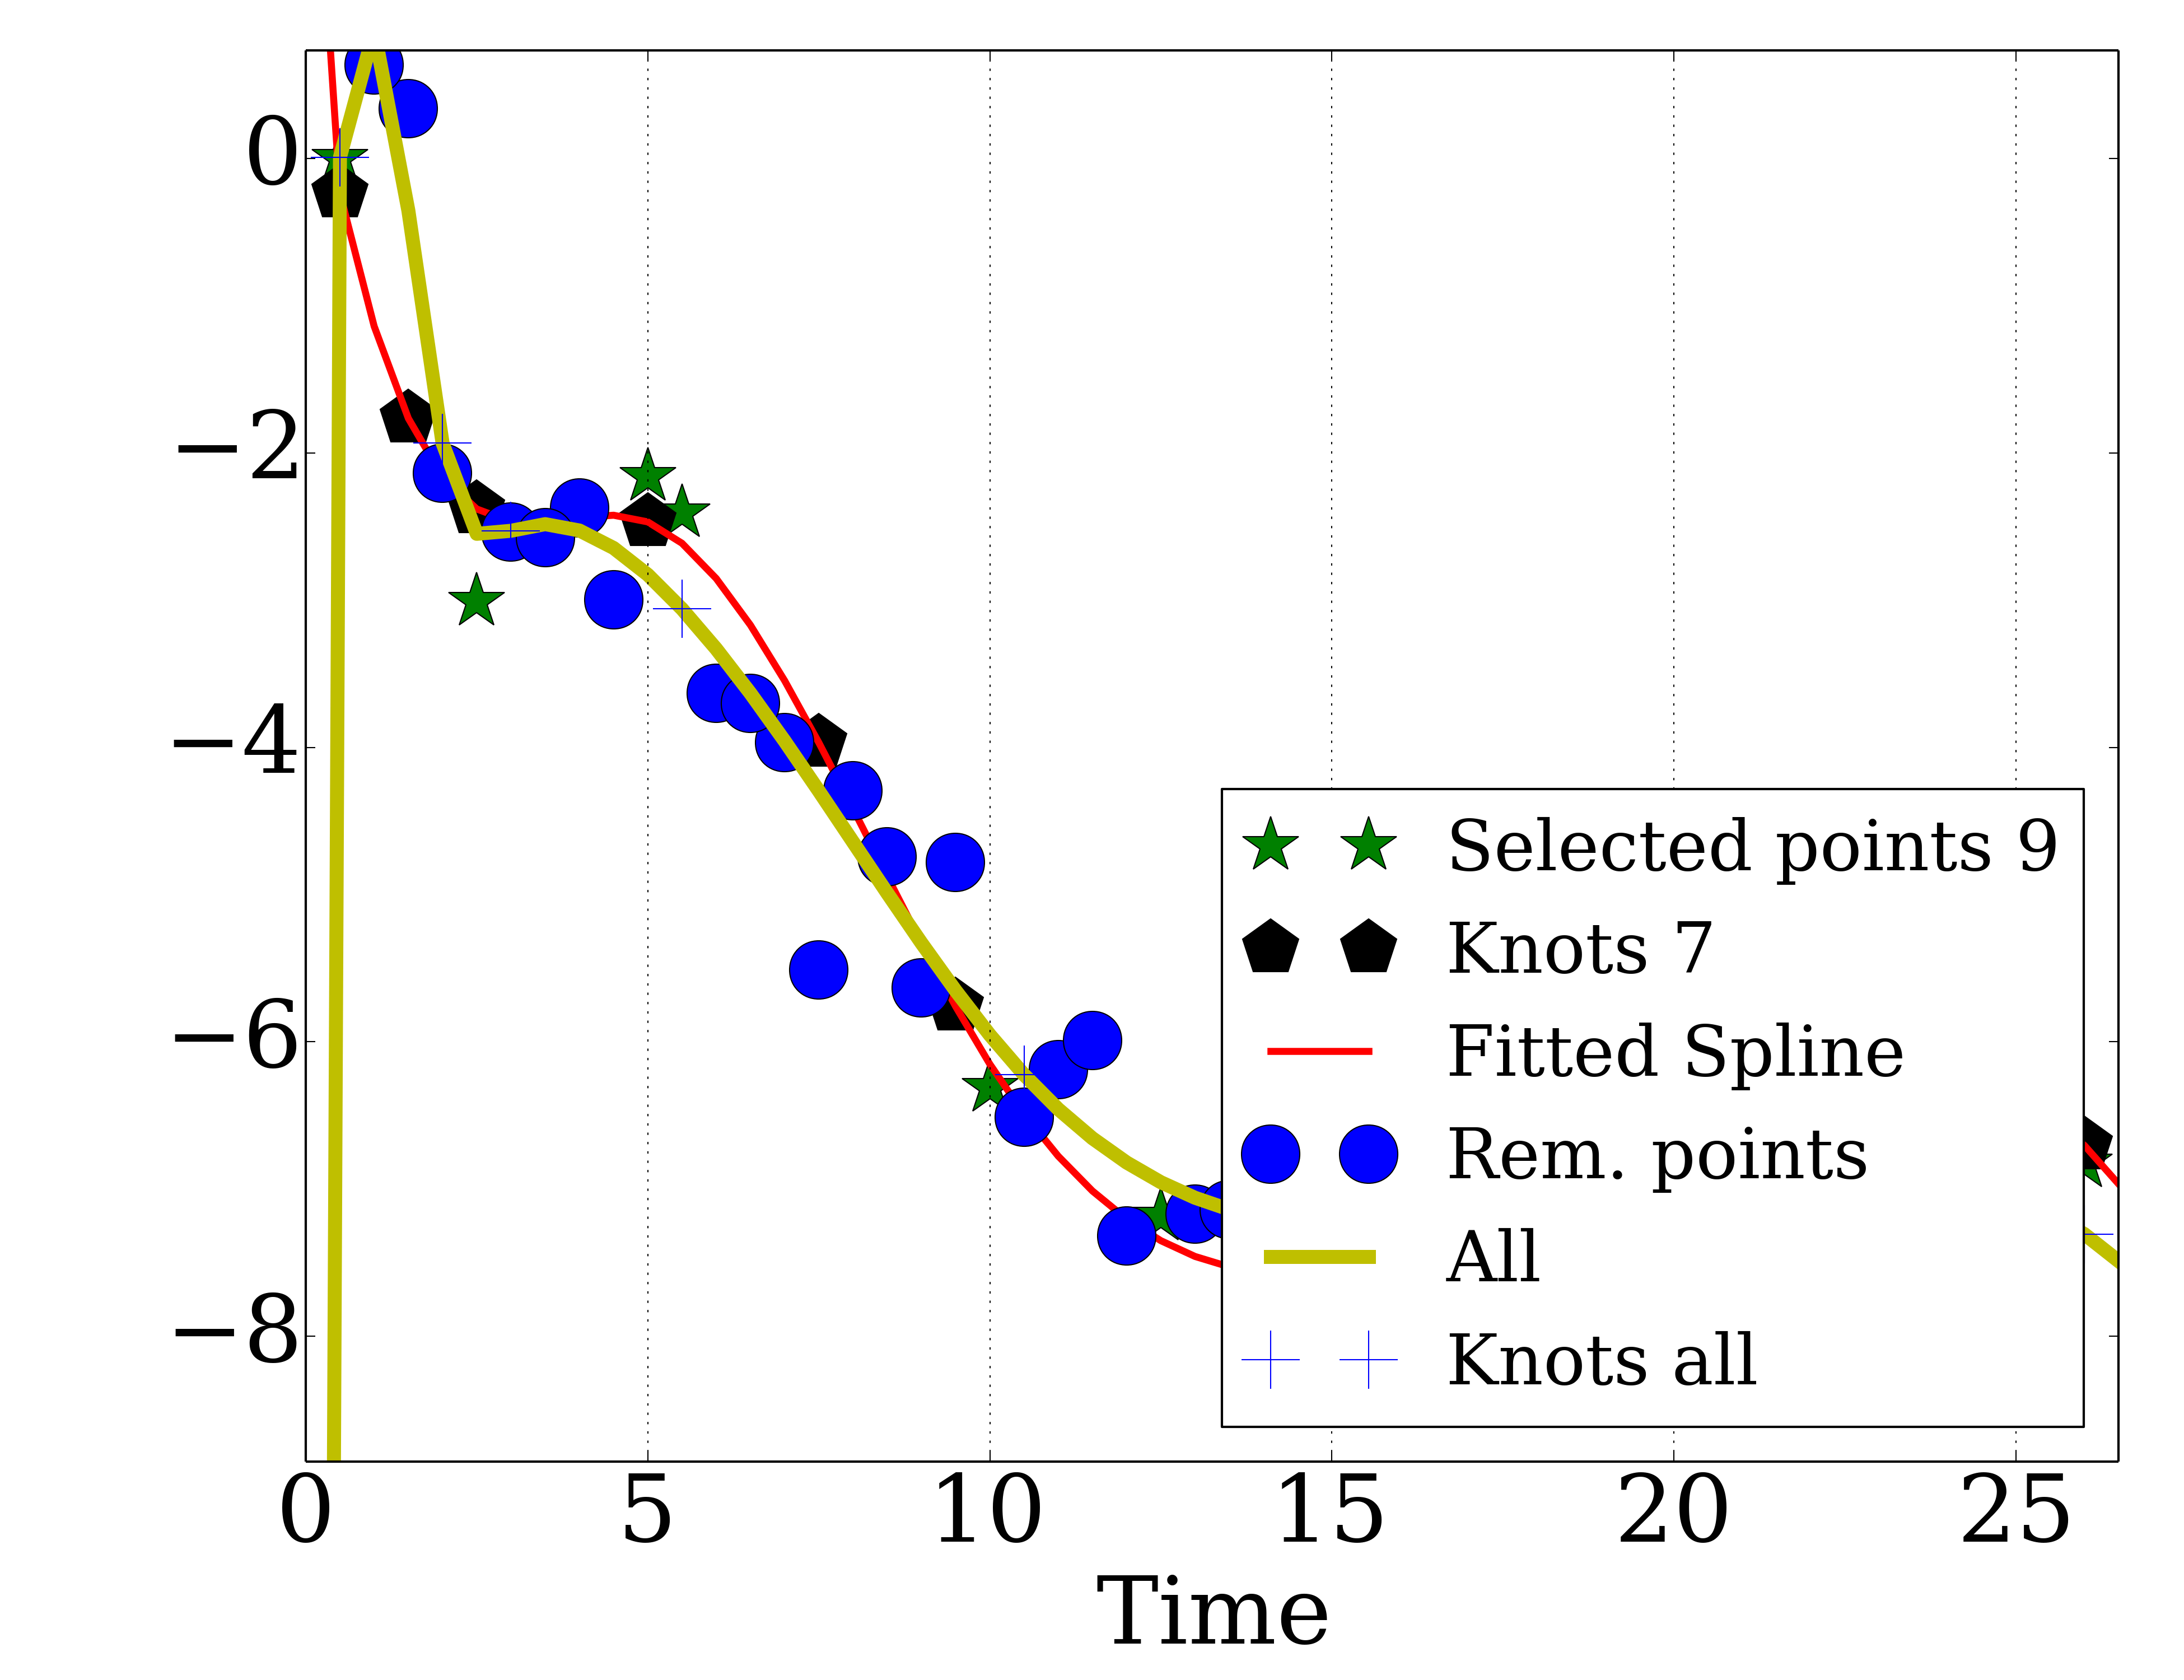 0
−2
−4
−6
−8
Selected points 9
Knots 7
Fitted Spline
Rem. points
All
Knots all
0 5 10 15 20 25
Time